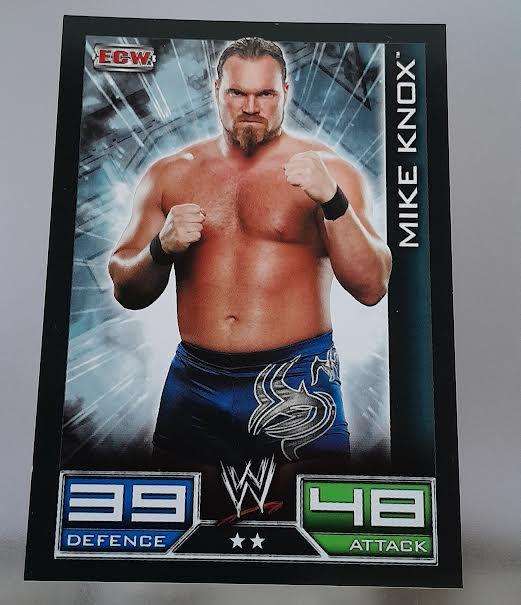 ECW
MIKE KNOX™
39
DEFENCE
W
48
ATTACK